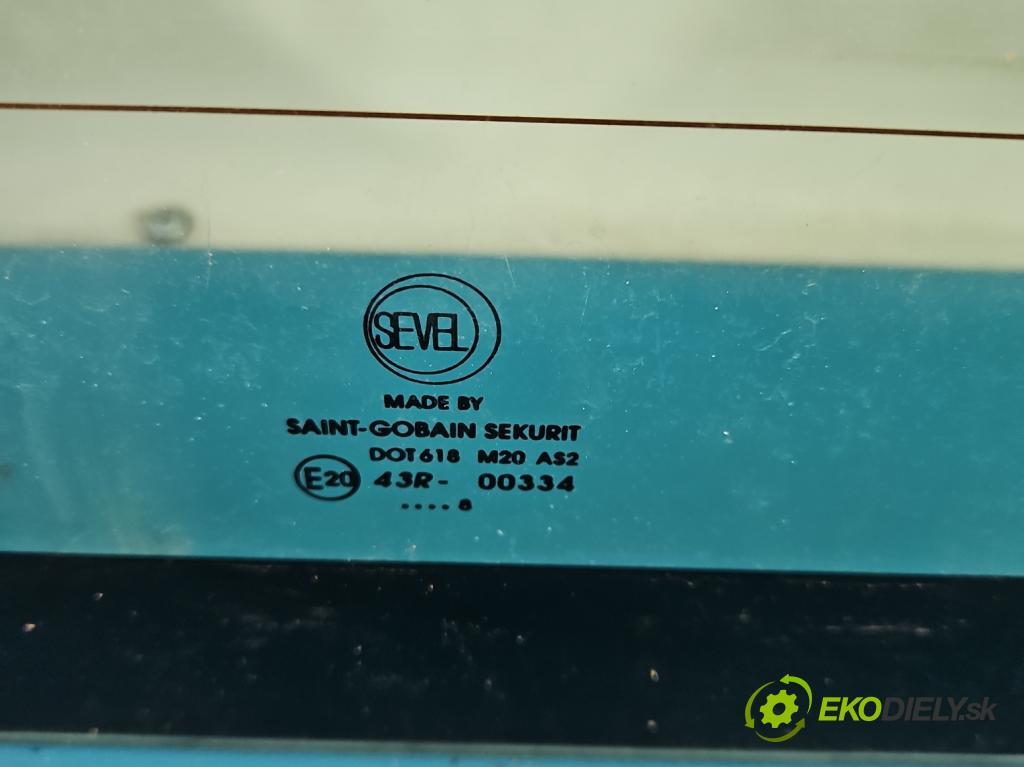 SEVEL
MADE BY
SAINT-GOBAIN SEKURIT
DOT618 M20 AS2
E20 43R- 00334
.... 8
EKODIELY.sk